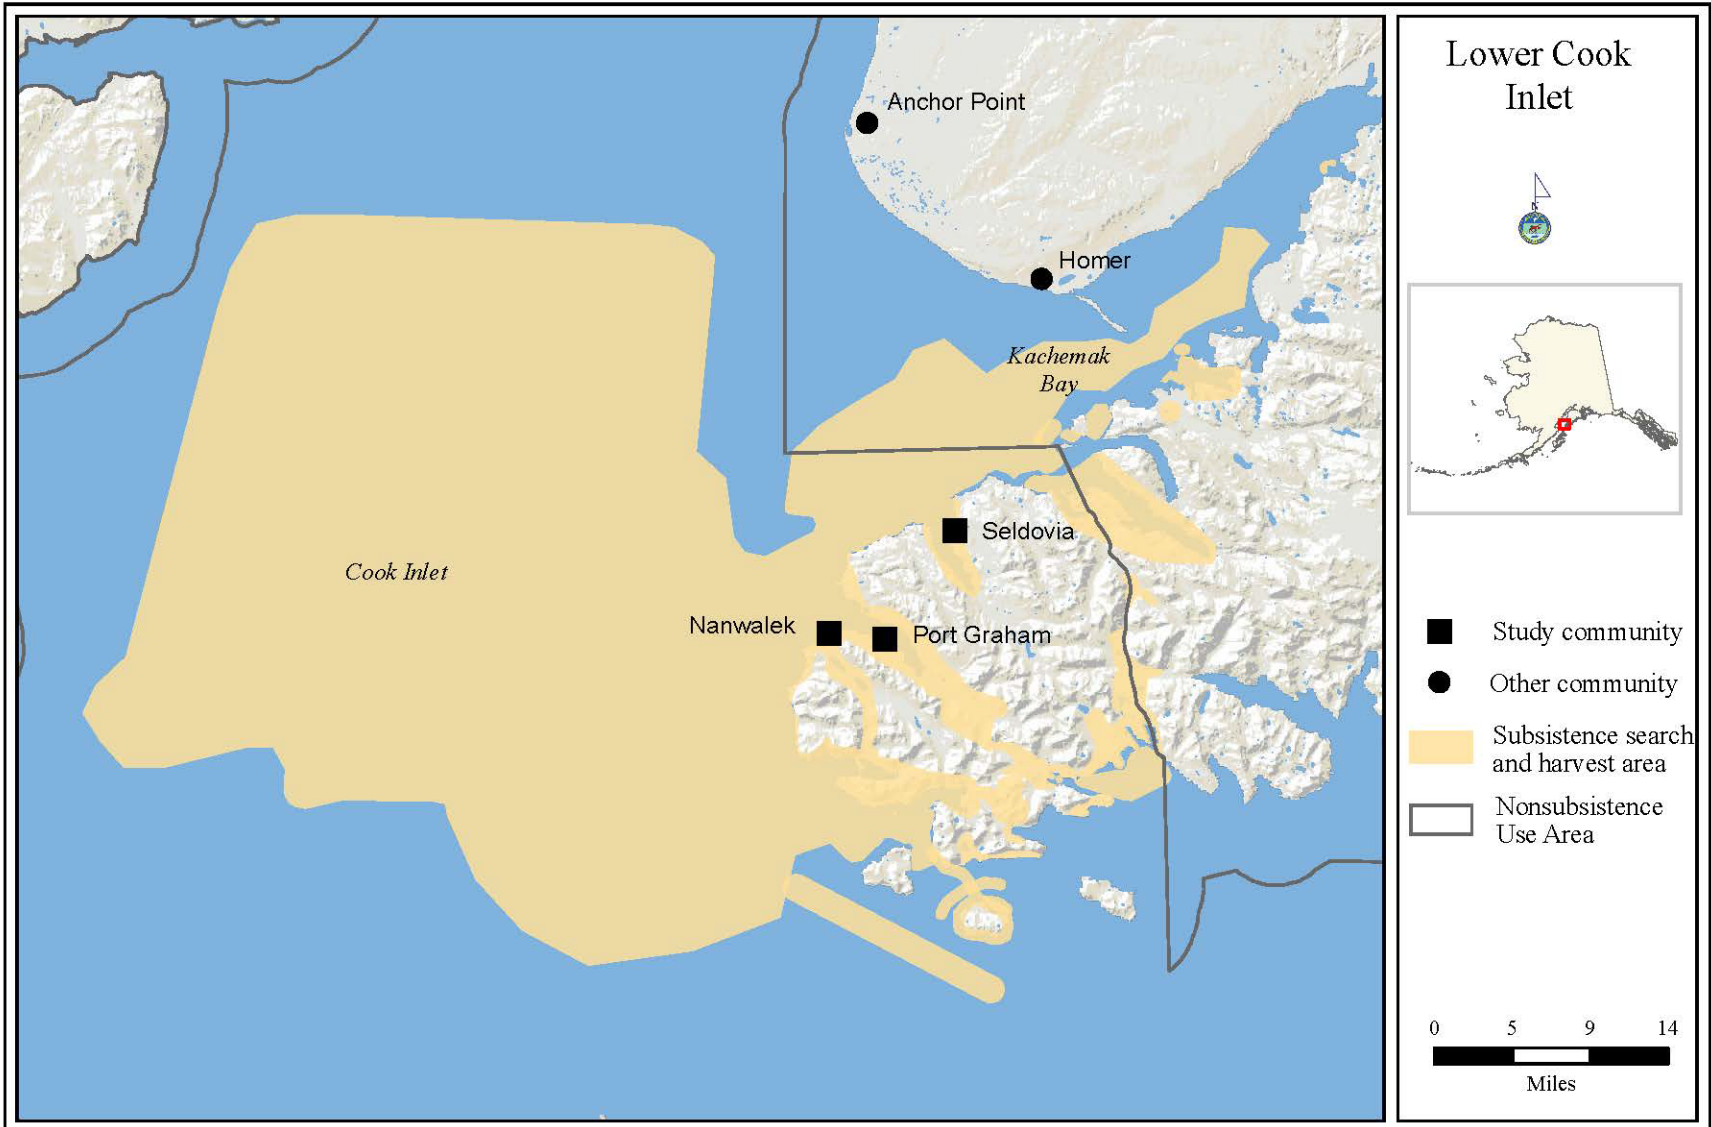 Lower Cook
Inlet
N
Anchor Point
Homer
Kachemak
Bay
Seldovia
Cook Inlet
Nanwalek
Port Graham
Study community
Other community
Subsistence search
and harvest area
Nonsubsistence
Use Area
0 5 9 14
Miles